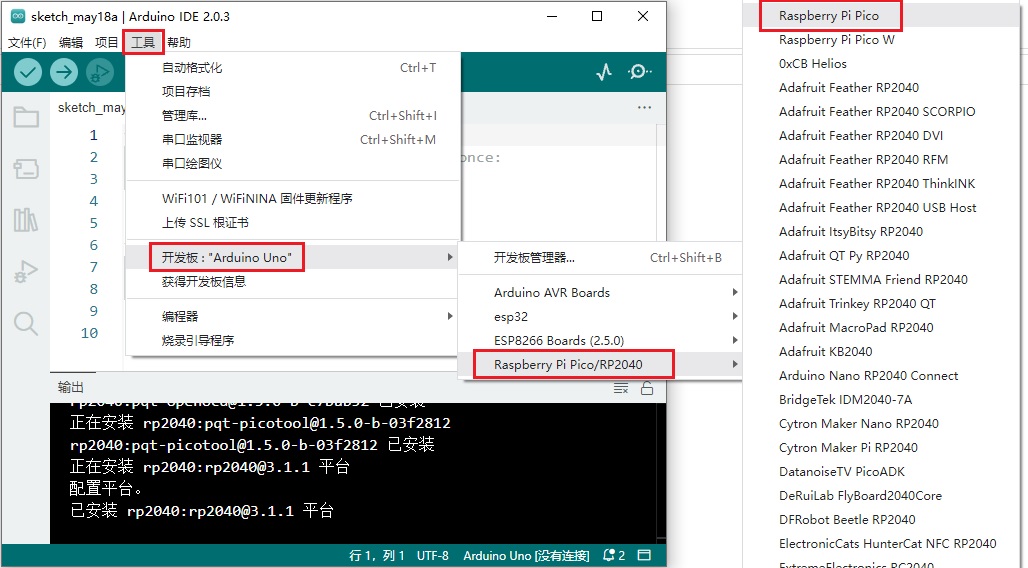 sketch_may18a | Arduino IDE 2.0.3
文件(F) 编辑 项目 工具 帮助
自动格式化 Ctrl+T
项目存档
管理库... Ctrl+Shift+I
串口监视器 Ctrl+Shift+M
串口绘图仪
WiFi101 / WiFiNINA 固件更新程序
上传 SSL 根证书
开发板 : "Arduino Uno"
获得开发板信息
编程器
烧录引导程序
sketch_may
1
2
3
4
5
6
7
8
9
10
once:
开发板管理器... Ctrl+Shift+B
Arduino AVR Boards
esp32
ESP8266 Boards (2.5.0)
Raspberry Pi Pico/RP2040
Raspberry Pi Pico
Raspberry Pi Pico W
0xCB Helios
Adafruit Feather RP2040
Adafruit Feather RP2040 SCORPIO
Adafruit Feather RP2040 DVI
Adafruit Feather RP2040 RFM
Adafruit Feather RP2040 ThinkINK
Adafruit Feather RP2040 USB Host
Adafruit ItsyBitsy RP2040
Adafruit QT Py RP2040
Adafruit STEMMA Friend RP2040
Adafruit Trinkey RP2040 QT
Adafruit MacroPad RP2040
Adafruit KB2040
Arduino Nano RP2040 Connect
BridgeTek IDM2040-7A
Cytron Maker Nano RP2040
Cytron Maker Pi RP2040
DatanoiseTV PicoADK
DeRuiLab FlyBoard2040Core
DFRobot Beetle RP2040
ElectronicCats HunterCat NFC RP2040
ExtremeElectronics RC2040
输出
正在安装 rp2040:pqt-picotool@1.5.0-b-03f2812
rp2040:pqt-picotool@1.5.0-b-03f2812 已安装
正在安装 rp2040:rp2040@3.1.1 平台
配置平台。
已安装 rp2040:rp2040@3.1.1 平台
行 1，列 1 UTF-8 Arduino Uno [没有连接] 2